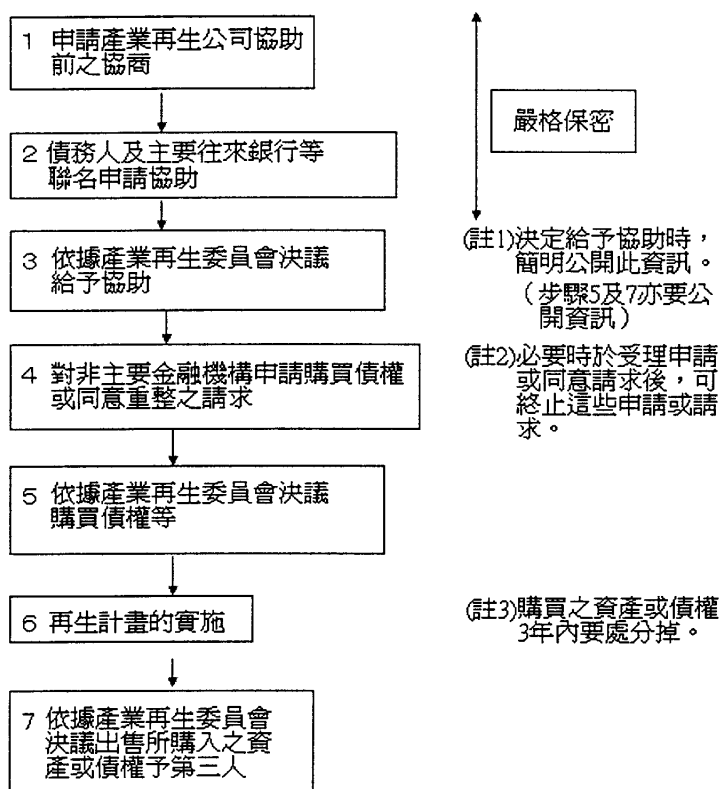 1 申請產業再生公司協助
前之協商
嚴格保密
2 債務人及主要往來銀行等
聯名申請協助
3 依據產業再生委員會決議
給予協助
(註1)決定給予協助時，
簡明公開此資訊。
（步驟5及7亦要公
開資訊）
4 對非主要金融機構申請購買債權
或同意重整之請求
(註2)必要時於受理申請
或同意請求後，可
終止這些申請或請
求。
5 依據產業再生委員會決議
購買債權等
6 再生計畫的實施
(註3)購買之資產或債權
3年內要處分掉。
7 依據產業再生委員會
決議出售所購入之資
產或債權予第三人